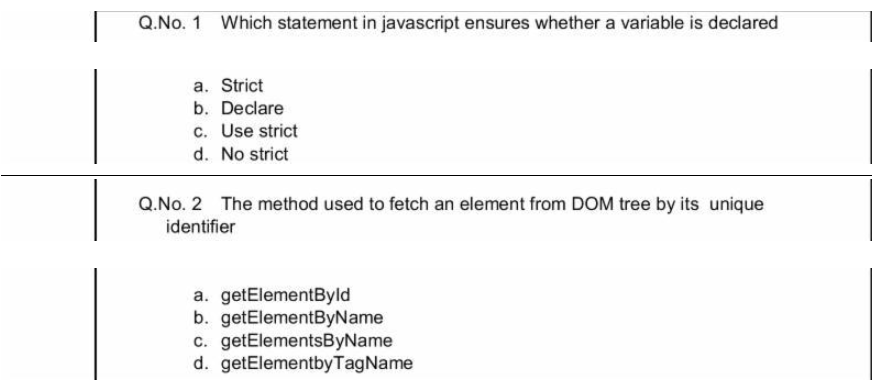 Q.No. 1 Which statement in javascript ensures whether a variable is declared
a. Strict
b. Declare
c. Use strict
d. No strict
Q.No. 2 The method used to fetch an element from DOM tree by its unique
identifier
a. getElementById
b. getElementByName
c. getElementsByName
d. getElementbyTagName